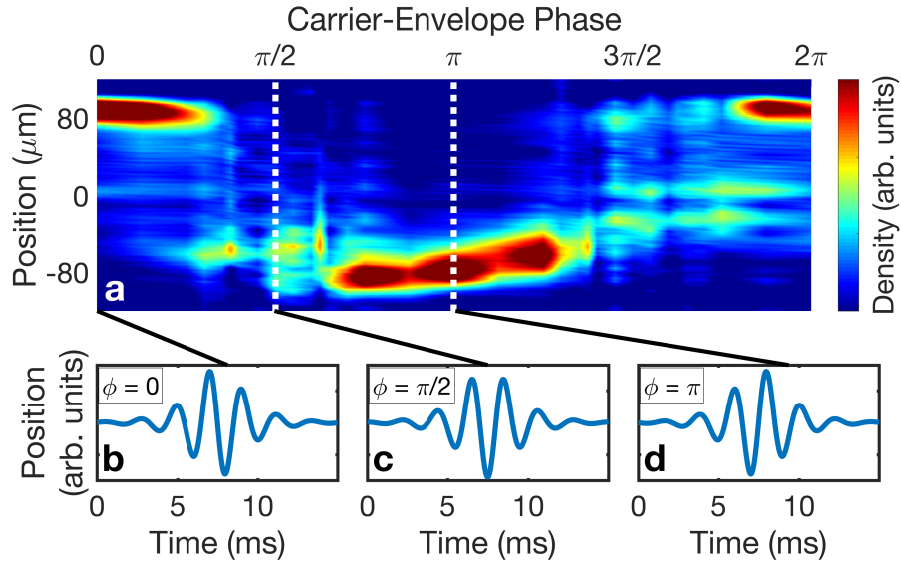 Carrier-Envelope Phase
0 π/2 π 3π/2 2π
Position (μm)
80
0
-80
a
Density (arb. units)
Position
(arb. units)
ϕ = 0
b
ϕ = π/2
c
ϕ = π
d
0 5 10 0 5 10 0 5 10
Time (ms) Time (ms) Time (ms)